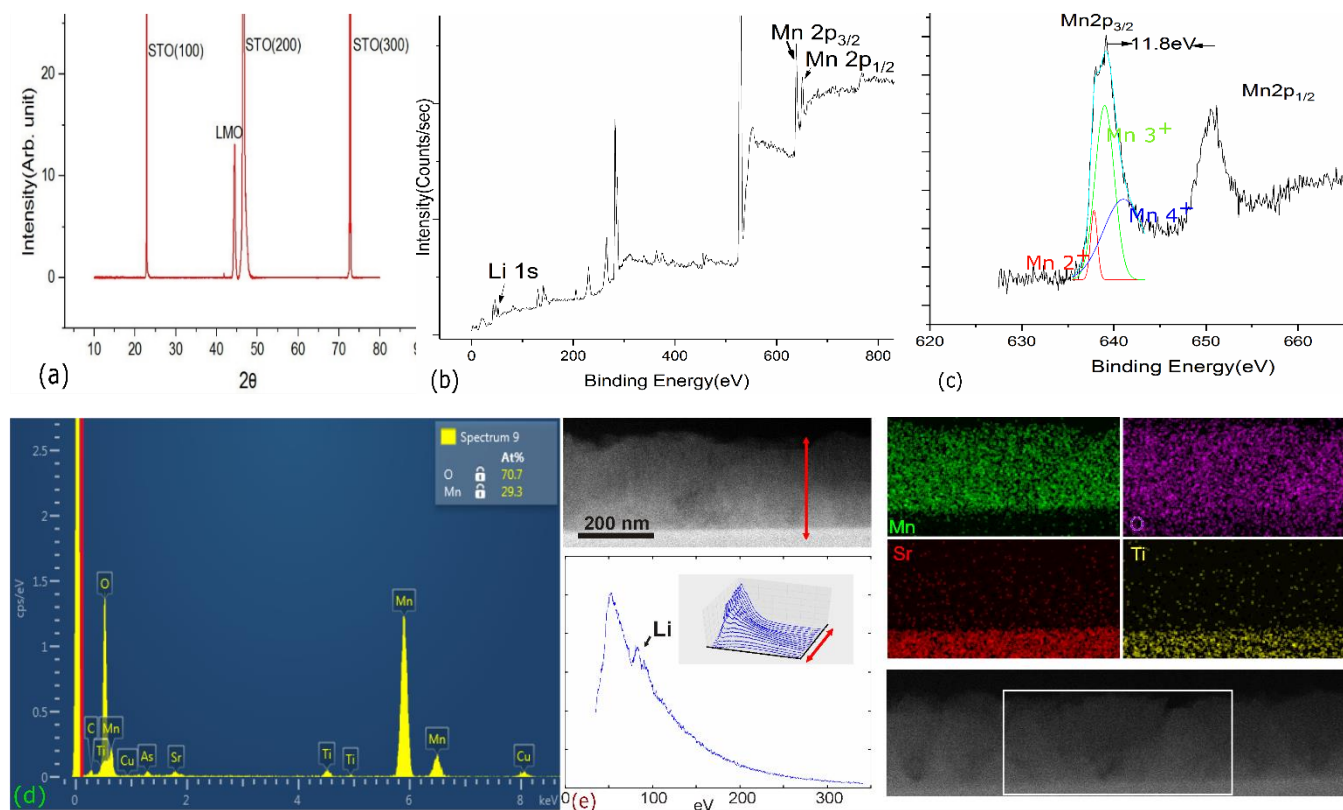 Intensity(Arb. unit)
20
10
0
STO(100)
STO(200)
STO(300)
LMO
10 20 30 40 50 60 70 80
2θ
(a)
Intensity(Counts/sec)
Mn 2p3/2
Mn 2p1/2
Li 1s
0 200 400 600 800
Binding Energy(eV)
(b)
Mn2p3/2
11.8eV
Mn2p1/2
Mn 3+
Mn 4+
Mn 2+
620 630 640 650 660
Binding Energy(eV)
(c)
Spectrum 9
At%
O 70.7
Mn 29.3
cps/eV
2.5
2
1.5
1
0.5
0
O
Mn
C
Ti
Mn
Cu
As
Sr
Ti
Ti
Mn
Cu
0 2 4 6 8 keV
(d)
200 nm
Li
0 100 200 300
eV
(e)
Mn
O
Sr
Ti